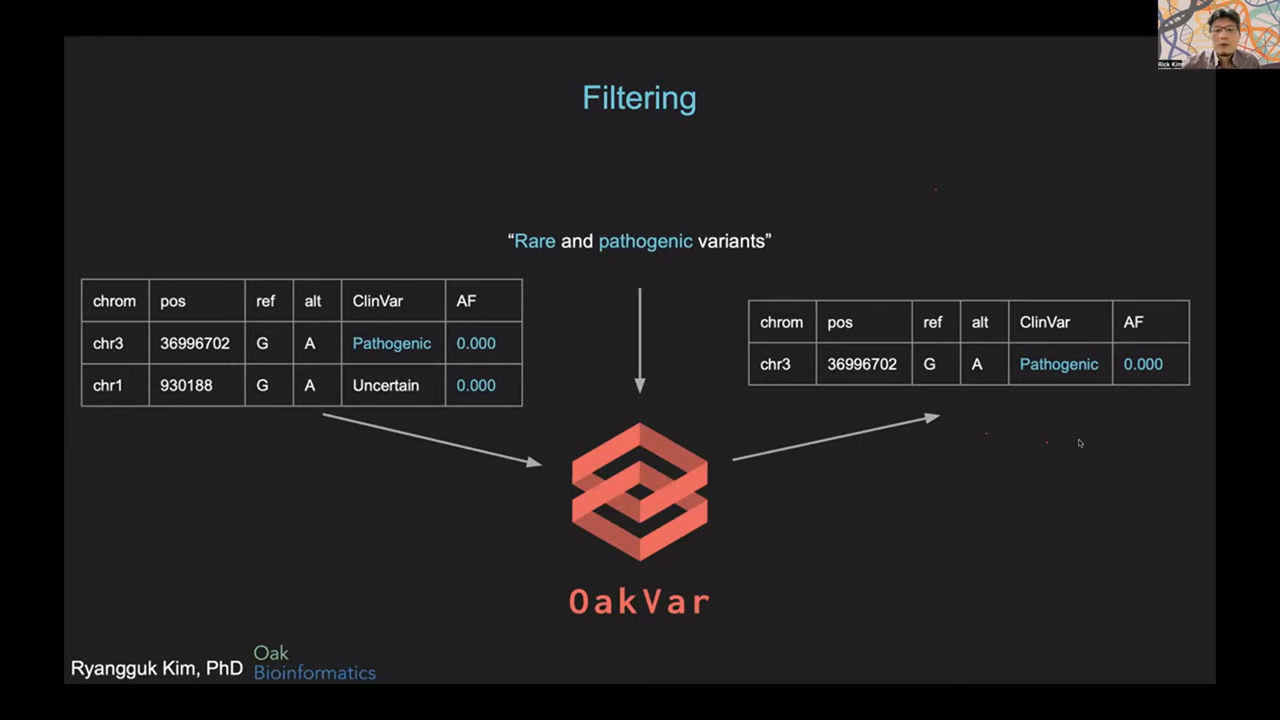 Rick Kim
Filtering
“Rare and pathogenic variants”
chrom pos ref alt ClinVar AF
chr3 36996702 G A Pathogenic 0.000
chr1 930188 G A Uncertain 0.000
chrom pos ref alt ClinVar AF
chr3 36996702 G A Pathogenic 0.000
OakVar
Ryangguk Kim, PhD
Oak
Bioinformatics